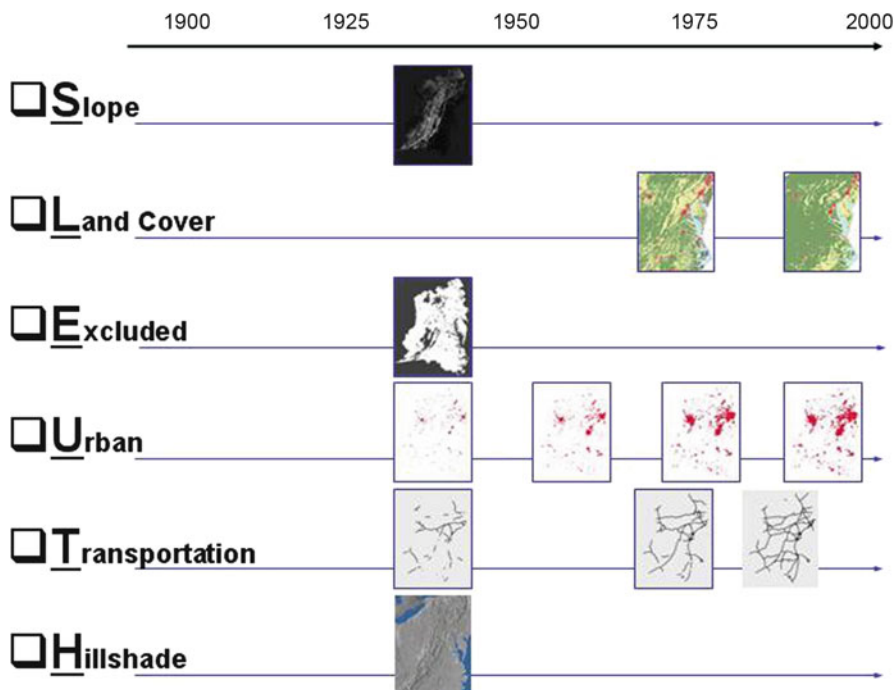 1900 1925 1950 1975 2000
Slope
Land Cover
Excluded
Urban
Transportation
Hillshade